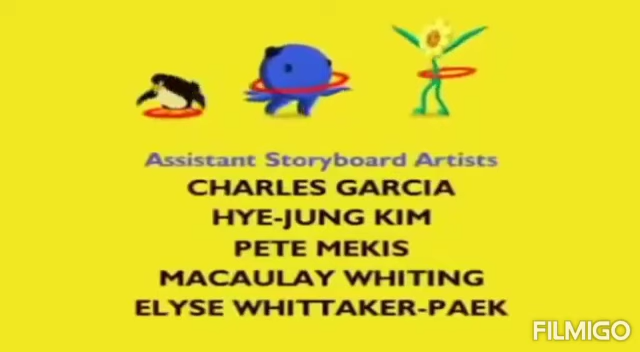 Assistant Storyboard Artists
CHARLES GARCIA
HYE-JUNG KIM
PETE MEKIS
MACAULAY WHITING
ELYSE WHITTAKER-PAEK
FILMIGO